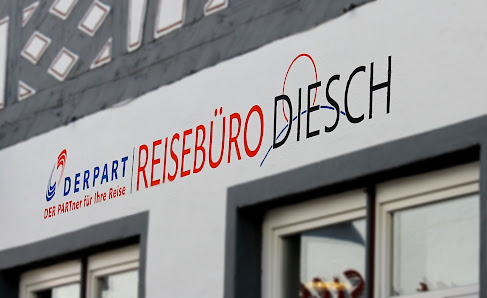 DERPART
DER PARTner für Ihre Reise
REISEBÜRO DIESCH